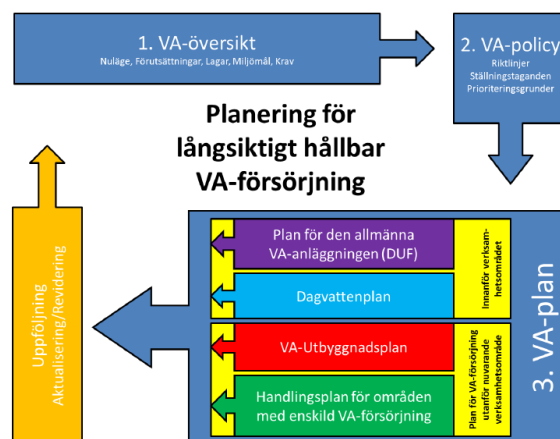 1. VA-översikt
Nuläge, Förutsättningar, Lagar, Miljömål, Krav
2. VA-policy
Riktlinjer
Ställningstaganden
Prioriteringsgrunder
Planering för
långsiktigt hållbar
VA-försörjning
3. VA-plan
Innanför verksam-
hetsområdet
Plan för den allmänna
VA-anläggningen (DUF)
Dagvattenplan
Plan för VA-försörjning
utanför nuvarande
verksamhetsområde
VA-Utbyggnadsplan
Handlingsplan för områden
med enskild VA-försörjning
Uppföljning
Aktualisering/Revidering